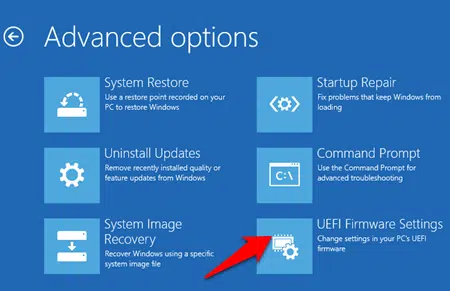 Advanced options
System Restore
Use a restore point recorded on your
PC to restore Windows
Startup Repair
Fix problems that keep Windows from
loading
Uninstall Updates
Remove recently installed quality or
feature updates from Windows
Command Prompt
Use the Command Prompt for
advanced troubleshooting
C:\
System Image
Recovery
Recover Windows using a specific
system image file
UEFI Firmware Settings
Change settings in your PC's UEFI
firmware